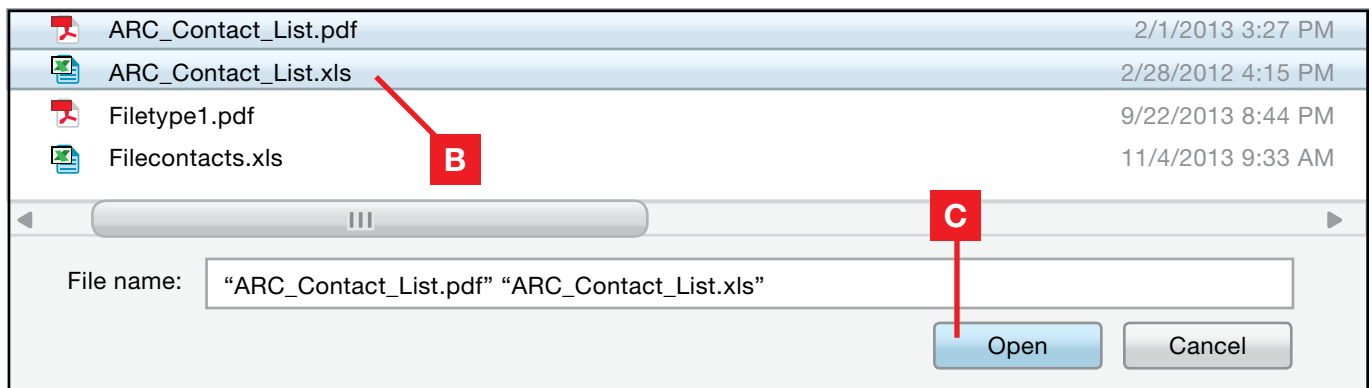 ARC_Contact_List.pdf 2/1/2013 3:27 PM
ARC_Contact_List.xls 2/28/2012 4:15 PM
Filetype1.pdf 9/22/2013 8:44 PM
Filecontacts.xls 11/4/2013 9:33 AM
B
C
File name: “ARC_Contact_List.pdf” “ARC_Contact_List.xls”
Open Cancel